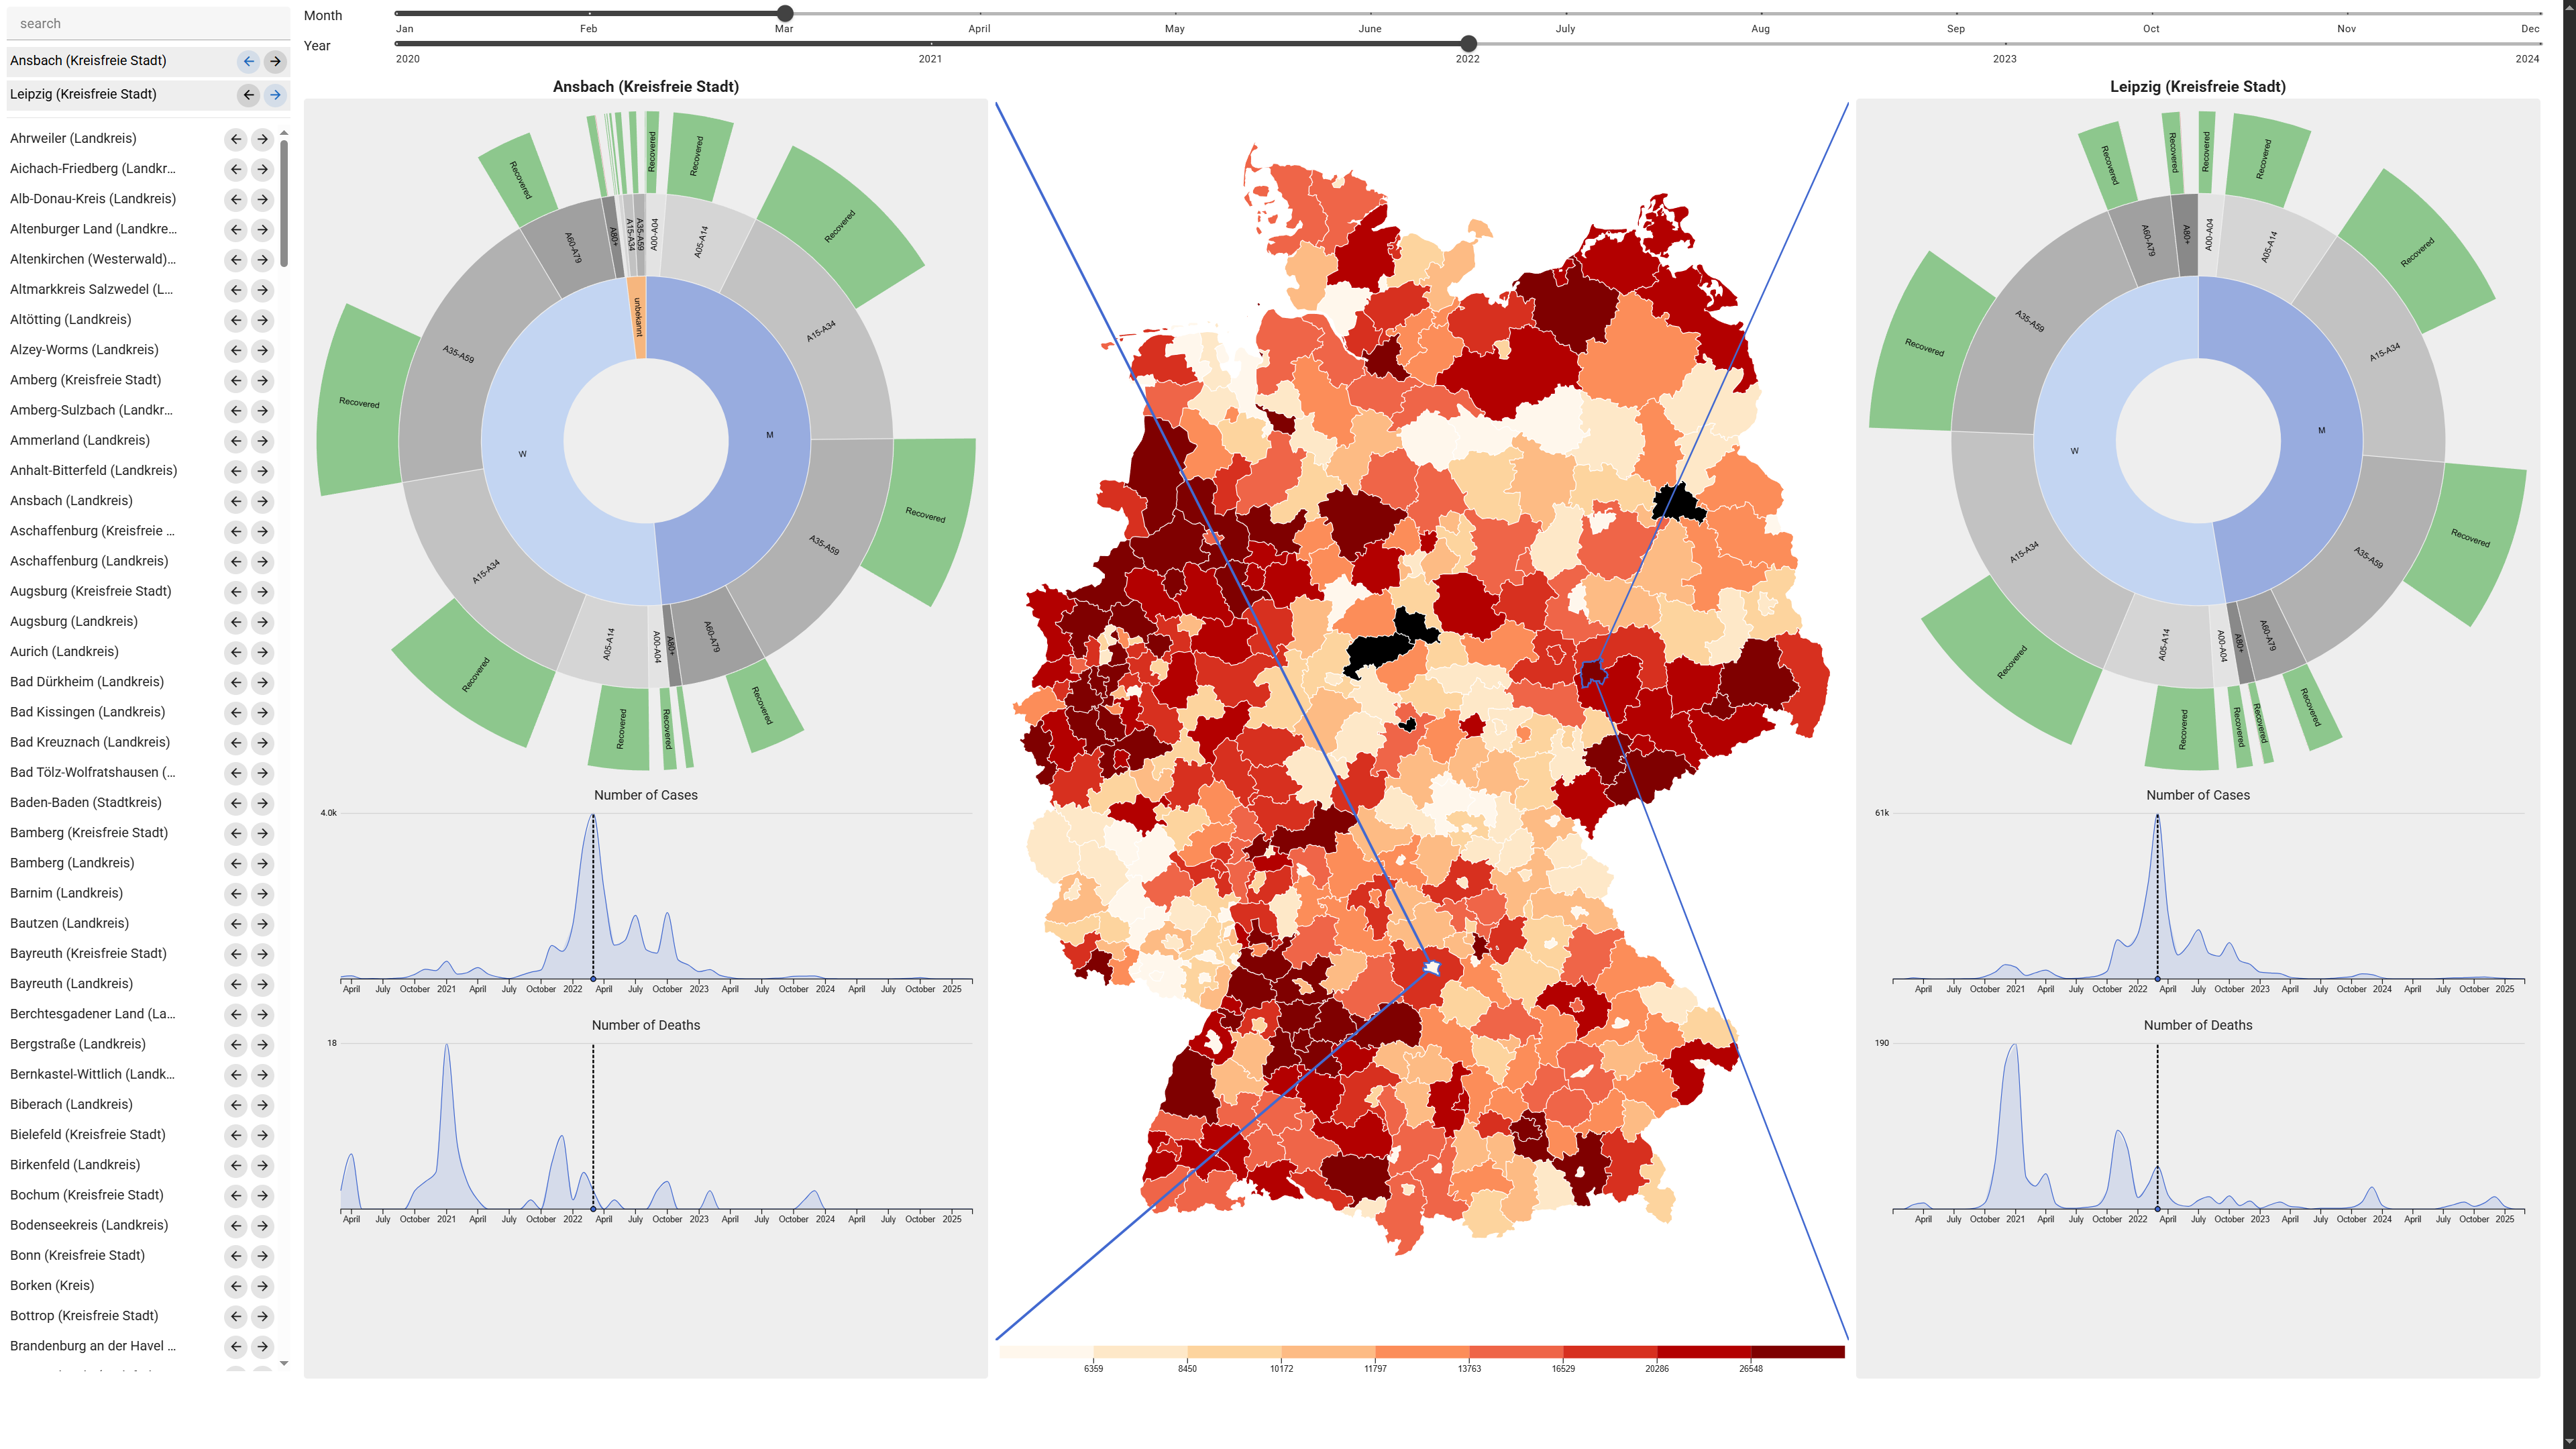 search
Ansbach (Kreisfreie Stadt)
Leipzig (Kreisfreie Stadt)
Ahrweiler (Landkreis)
Aichach-Friedberg (Landkr...
Alb-Donau-Kreis (Landkreis)
Altenburger Land (Landkre...
Altenkirchen (Westerwald)...
Altmarkkreis Salzwedel (L...
Altötting (Landkreis)
Alzey-Worms (Landkreis)
Amberg (Kreisfreie Stadt)
Amberg-Sulzbach (Landkr...
Ammerland (Landkreis)
Anhalt-Bitterfeld (Landkreis)
Ansbach (Landkreis)
Aschaffenburg (Kreisfreie ...
Aschaffenburg (Landkreis)
Augsburg (Kreisfreie Stadt)
Augsburg (Landkreis)
Aurich (Landkreis)
Bad Dürkheim (Landkreis)
Bad Kissingen (Landkreis)
Bad Kreuznach (Landkreis)
Bad Tölz-Wolfratshausen (...
Baden-Baden (Stadtkreis)
Bamberg (Kreisfreie Stadt)
Bamberg (Landkreis)
Barnim (Landkreis)
Bautzen (Landkreis)
Bayreuth (Kreisfreie Stadt)
Bayreuth (Landkreis)
Berchtesgadener Land (La...
Bergstraße (Landkreis)
Bernkastel-Wittlich (Landk...
Biberach (Landkreis)
Bielefeld (Kreisfreie Stadt)
Birkenfeld (Landkreis)
Bochum (Kreisfreie Stadt)
Bodenseekreis (Landkreis)
Bonn (Kreisfreie Stadt)
Borken (Kreis)
Bottrop (Kreisfreie Stadt)
Brandenburg an der Havel ...
Month
Jan Feb Mar April May June July Aug Sep Oct Nov Dec
Year
2020 2021 2022 2023 2024
Ansbach (Kreisfreie Stadt)
M
A00-A04
Recovered
A05-A14
Recovered
A15-A34
Recovered
A35-A59
Recovered
A60-A79
Recovered
A80+
W
A00-A04
Recovered
A05-A14
Recovered
A15-A34
Recovered
A35-A59
Recovered
A60-A79
Recovered
A80+
unbekannt
A15-A34
A35-A59
Number of Cases
4.0k
April July October 2021 April July October 2022 April July October 2023 April July October 2024 April July October 2025
Number of Deaths
18
April July October 2021 April July October 2022 April July October 2023 April July October 2024 April July October 2025
6359 8450 10172 11797 13763 16529 20286 26548
Leipzig (Kreisfreie Stadt)
M
A00-A04
Recovered
A05-A14
Recovered
A15-A34
Recovered
A35-A59
Recovered
A60-A79
Recovered
A80+
Recovered
W
A00-A04
Recovered
A05-A14
Recovered
A15-A34
Recovered
A35-A59
Recovered
A60-A79
Recovered
A80+
Recovered
Number of Cases
61k
April July October 2021 April July October 2022 April July October 2023 April July October 2024 April July October 2025
Number of Deaths
190
April July October 2021 April July October 2022 April July October 2023 April July October 2024 April July October 2025